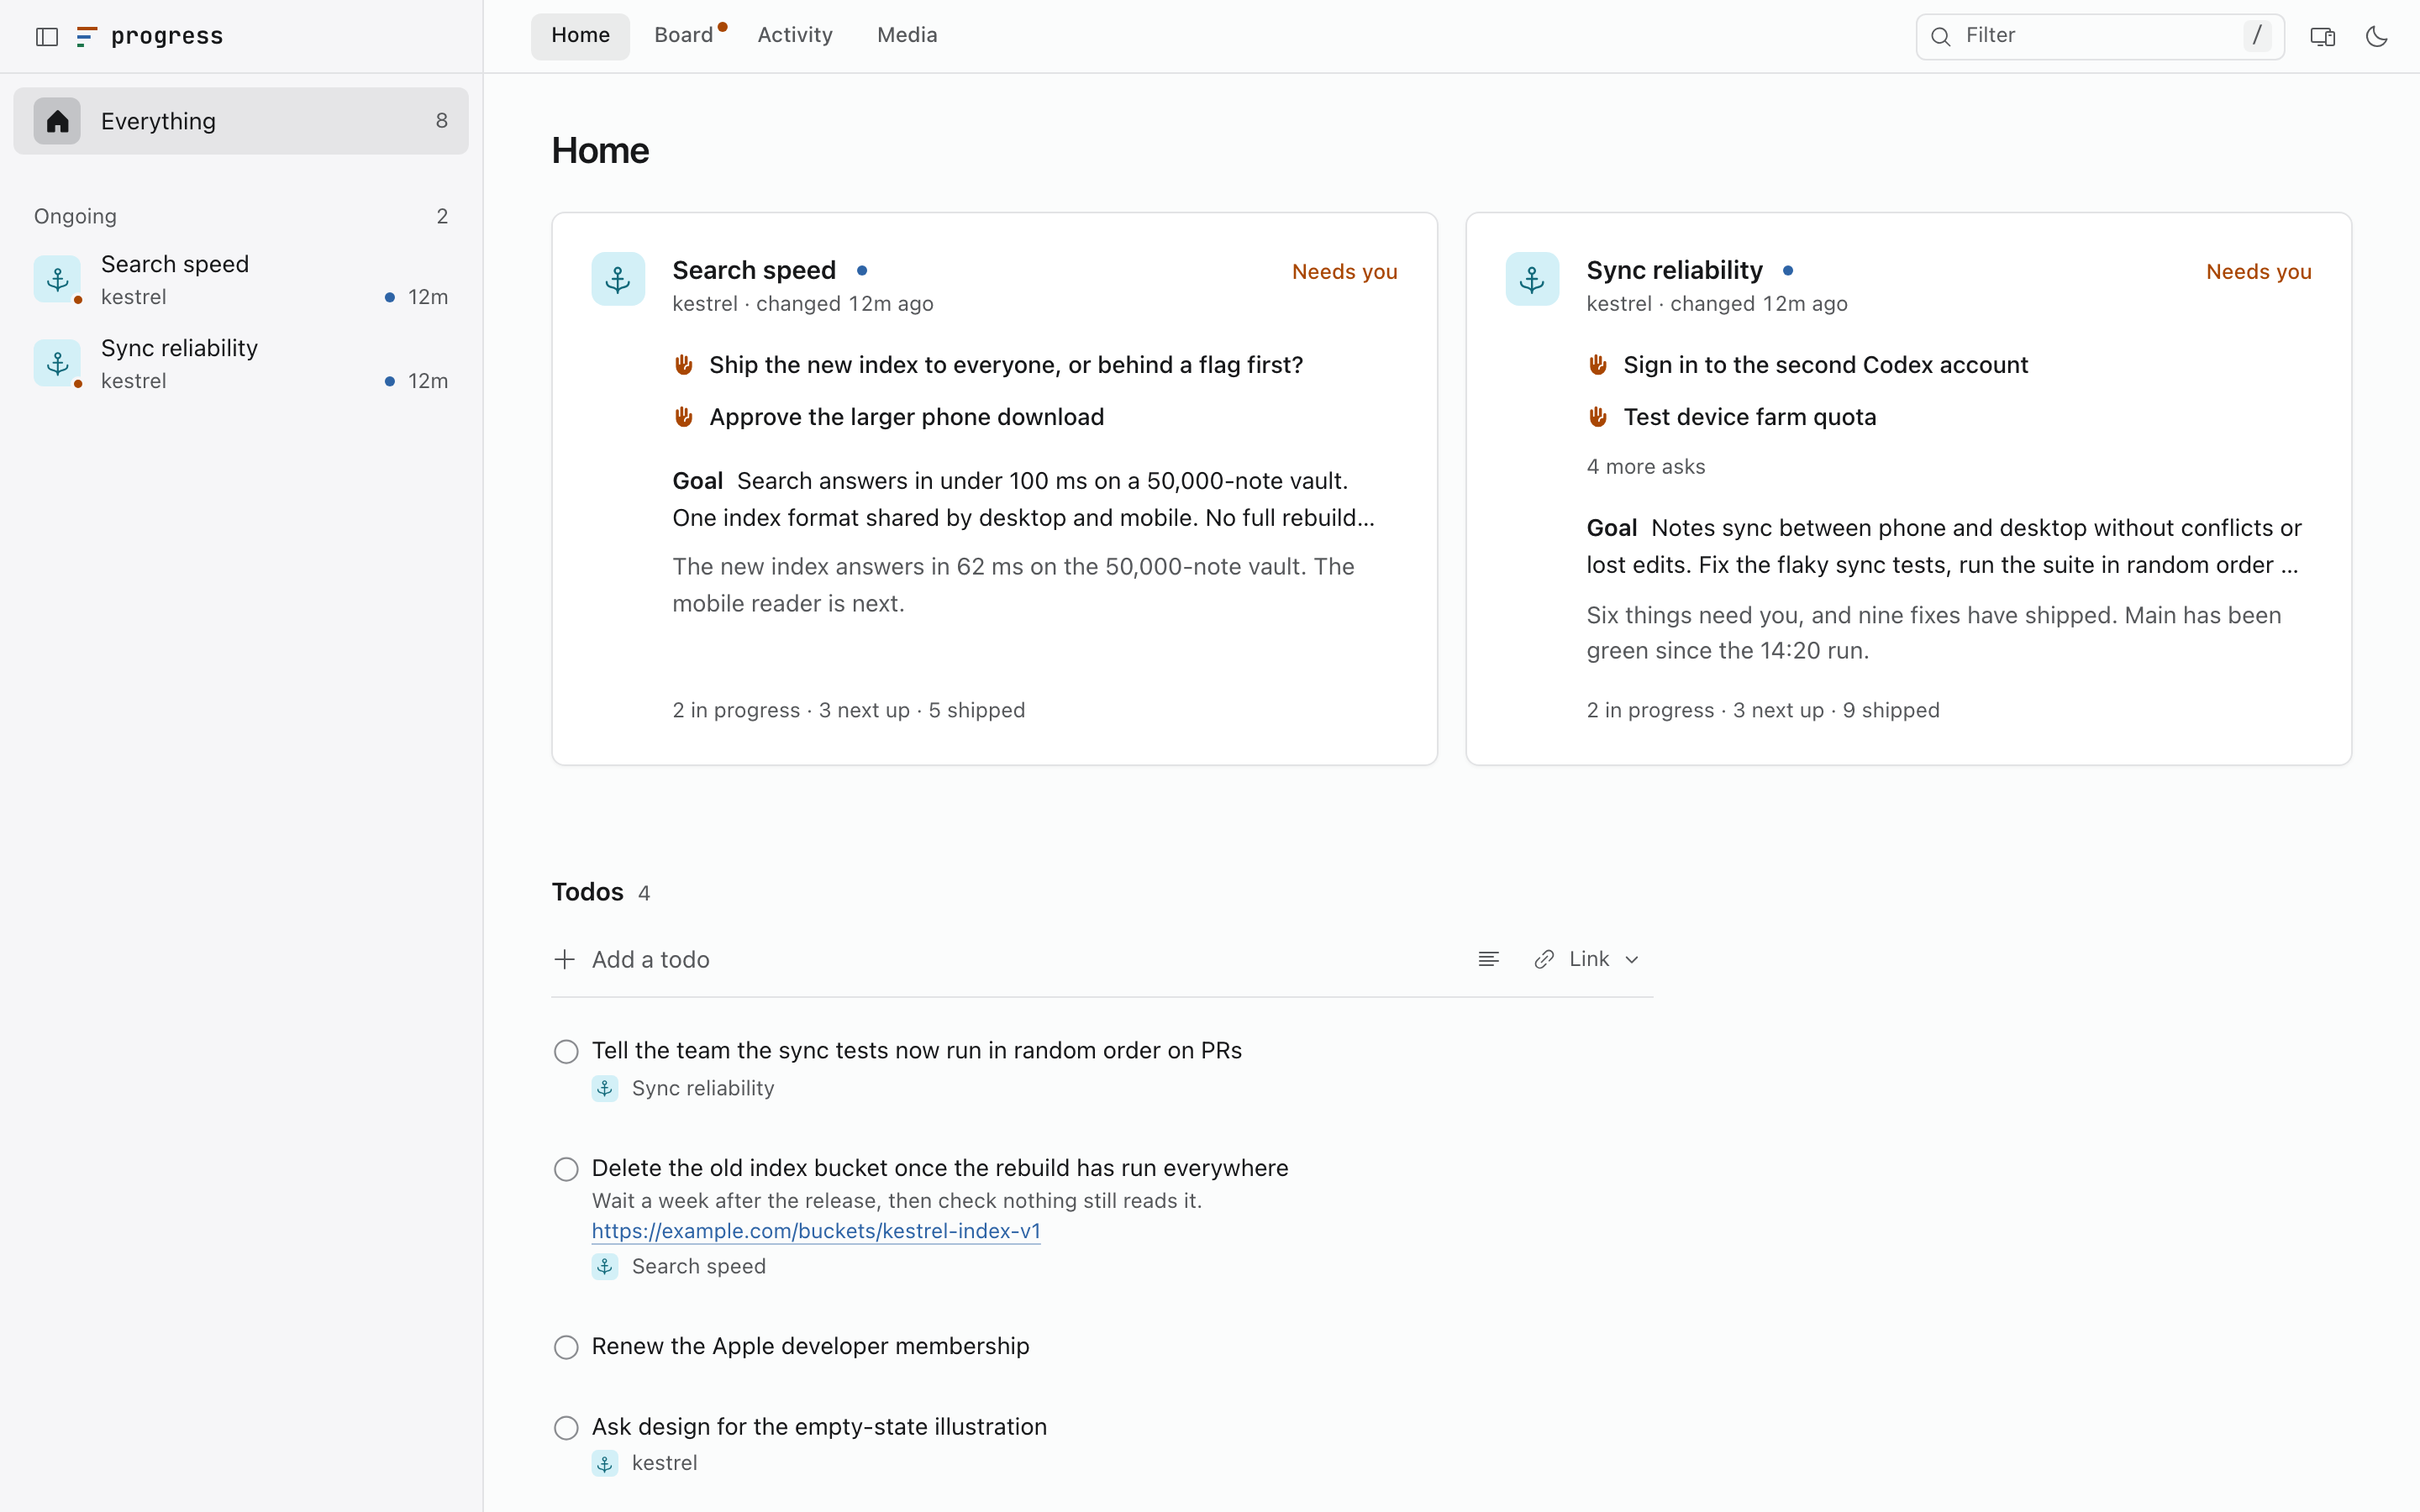 progress
Home
Board
Activity
Media
Filter
/
Everything
8
Ongoing
2
Search speed
kestrel
12m
Sync reliability
kestrel
12m
Home
Search speed
Needs you
kestrel · changed 12m ago
Ship the new index to everyone, or behind a flag first?
Approve the larger phone download
Goal Search answers in under 100 ms on a 50,000-note vault.
One index format shared by desktop and mobile. No full rebuild...
The new index answers in 62 ms on the 50,000-note vault. The
mobile reader is next.
2 in progress · 3 next up · 5 shipped
Sync reliability
Needs you
kestrel · changed 12m ago
Sign in to the second Codex account
Test device farm quota
4 more asks
Goal Notes sync between phone and desktop without conflicts or
lost edits. Fix the flaky sync tests, run the suite in random order ...
Six things need you, and nine fixes have shipped. Main has been
green since the 14:20 run.
2 in progress · 3 next up · 9 shipped
Todos 4
Add a todo
Link
Tell the team the sync tests now run in random order on PRs
Sync reliability
Delete the old index bucket once the rebuild has run everywhere
Wait a week after the release, then check nothing still reads it.
https://example.com/buckets/kestrel-index-v1
Search speed
Renew the Apple developer membership
Ask design for the empty-state illustration
kestrel